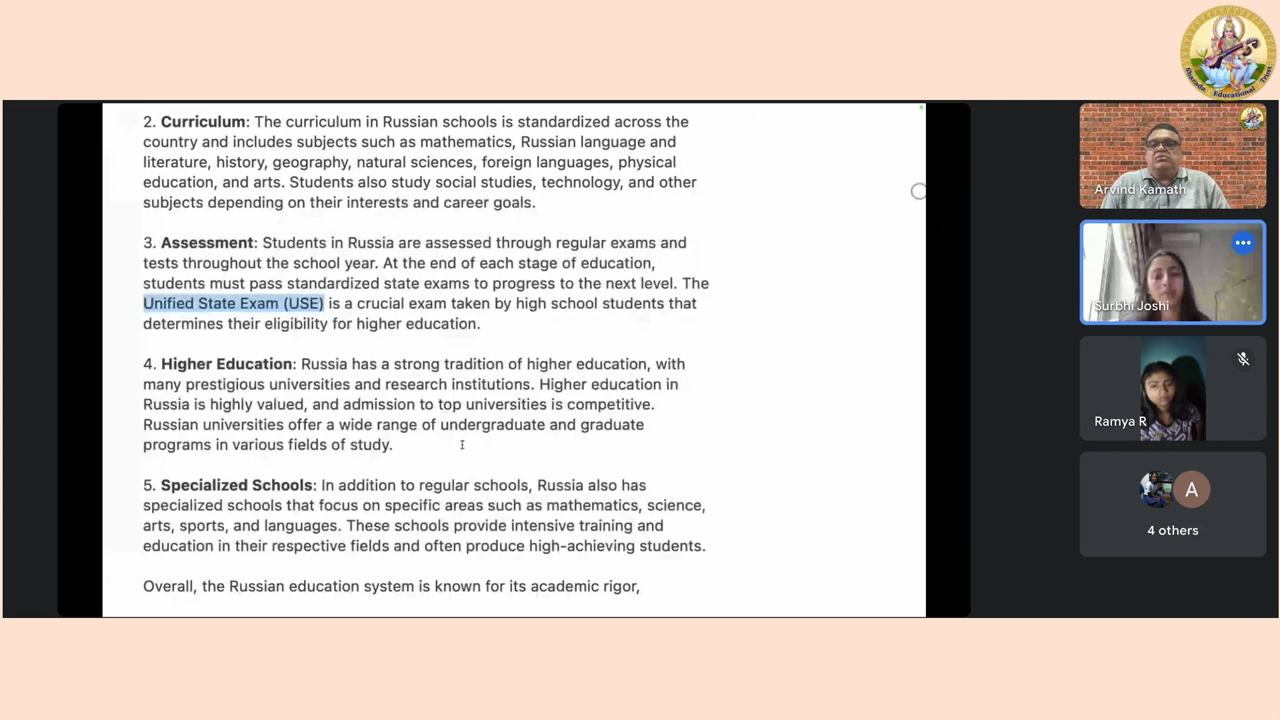 2. Curriculum: The curriculum in Russian schools is standardized across the
country and includes subjects such as mathematics, Russian language and
literature, history, geography, natural sciences, foreign languages, physical
education, and arts. Students also study social studies, technology, and other
subjects depending on their interests and career goals.
3. Assessment: Students in Russia are assessed through regular exams and
tests throughout the school year. At the end of each stage of education,
students must pass standardized state exams to progress to the next level. The
Unified State Exam (USE) is a crucial exam taken by high school students that
determines their eligibility for higher education.
4. Higher Education: Russia has a strong tradition of higher education, with
many prestigious universities and research institutions. Higher education in
Russia is highly valued, and admission to top universities is competitive.
Russian universities offer a wide range of undergraduate and graduate
programs in various fields of study.
5. Specialized Schools: In addition to regular schools, Russia also has
specialized schools that focus on specific areas such as mathematics, science,
arts, sports, and languages. These schools provide intensive training and
education in their respective fields and often produce high-achieving students.
Overall, the Russian education system is known for its academic rigor,
Sharada Educational Trust
Arvind Kamath
Surbhi Joshi
Ramya R
A
4 others